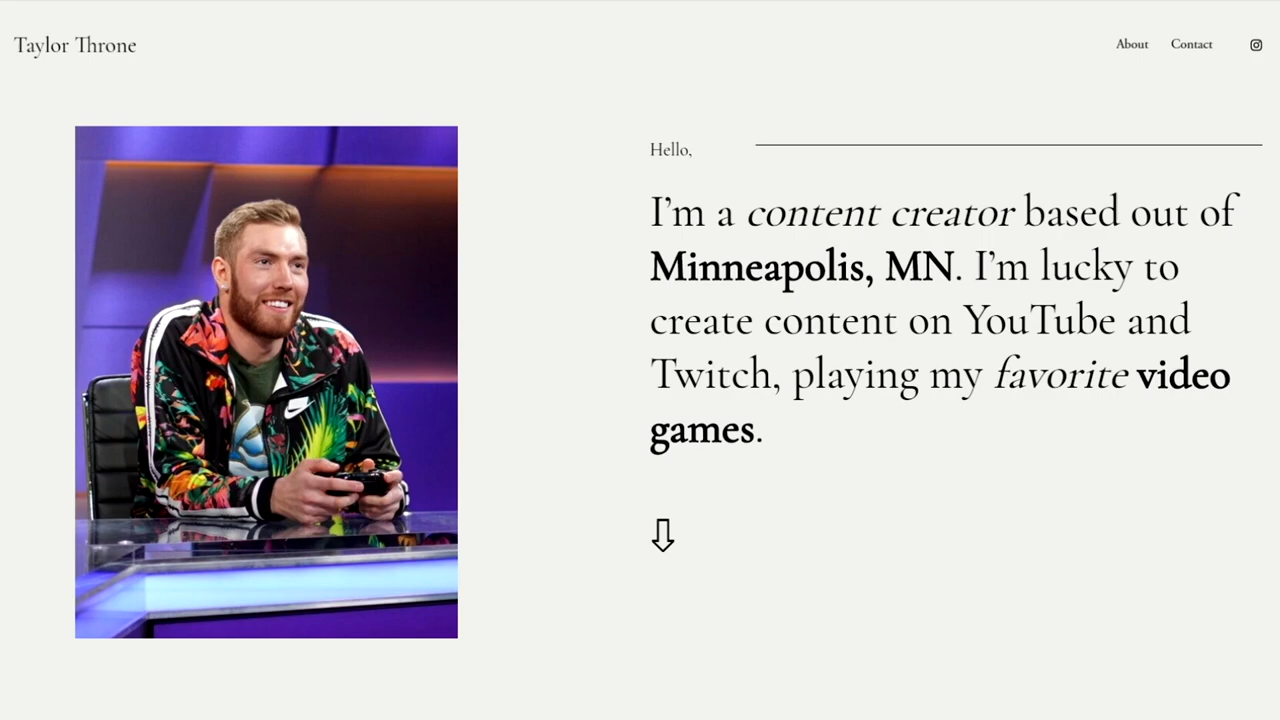 Taylor Throne
About Contact
Hello,
I'm a content creator based out of
Minneapolis, MN. I'm lucky to
create content on YouTube and
Twitch, playing my favorite video
games.